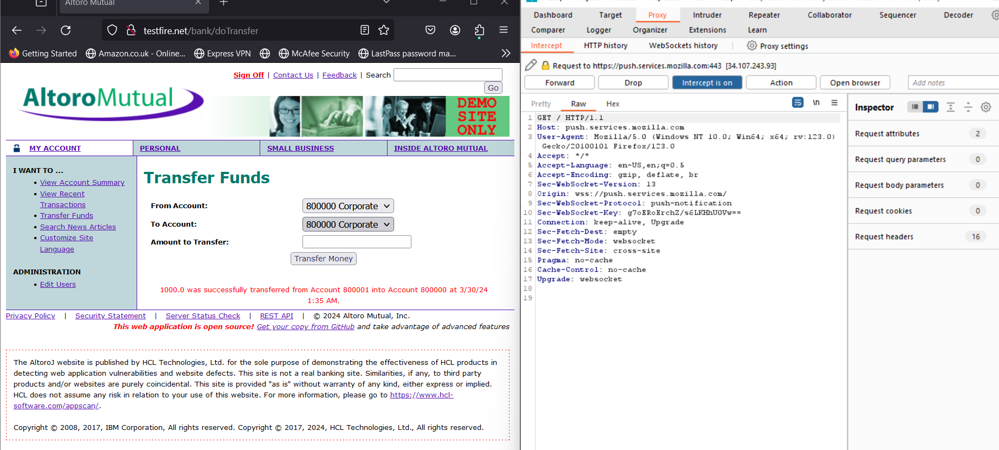 Altoro Mutual
testfire.net/bank/doTransfer
Getting Started
Amazon.co.uk - Online...
Express VPN
McAfee Security
LastPass password ma...
Sign Off | Contact Us | Feedback | Search
Go
AltoroMutual
DEMO
SITE
ONLY
MY ACCOUNT
PERSONAL
SMALL BUSINESS
INSIDE ALTORO MUTUAL
I WANT TO ...
• View Account Summary
• View Recent
Transactions
• Transfer Funds
• Search News Articles
• Customize Site
Language
ADMINISTRATION
• Edit Users
Transfer Funds
From Account: 800000 Corporate
To Account: 800000 Corporate
Amount to Transfer:
Transfer Money
1000.0 was successfully transferred from Account 800001 into Account 800000 at 3/30/24
1:35 AM.
Privacy Policy | Security Statement | Server Status Check | REST API | © 2024 Altoro Mutual, Inc.
This web application is open source! Get your copy from GitHub and take advantage of advanced features
The AltoroJ website is published by HCL Technologies, Ltd. for the sole purpose of demonstrating the effectiveness of HCL products in
detecting web application vulnerabilities and website defects. This site is not a real banking site. Similarities, if any, to third party
products and/or websites are purely coincidental. This site is provided "as is" without warranty of any kind, either express or implied.
HCL does not assume any risk in relation to your use of this website. For more information, please go to https://www.hcl-
software.com/appscan/.
Copyright © 2008, 2017, IBM Corporation, All rights reserved. Copyright © 2017, 2024, HCL Technologies, Ltd., All rights reserved.
Dashboard Target Proxy Intruder Repeater Collaborator Sequencer Decoder
Comparer Logger Organizer Extensions Learn
Intercept HTTP history WebSockets history Proxy settings
Request to https://push.services.mozilla.com:443 [34.107.243.93]
Forward Drop Intercept is on Action Open browser Add notes
Pretty Raw Hex \n
1 GET / HTTP/1.1
2 Host: push.services.mozilla.com
3 User-Agent: Mozilla/5.0 (Windows NT 10.0; Win64; x64; rv:123.0)
Gecko/20100101 Firefox/123.0
4 Accept: */*
5 Accept-Language: en-US,en;q=0.5
6 Accept-Encoding: gzip, deflate, br
7 Sec-WebSocket-Version: 13
8 Origin: wss://push.services.mozilla.com/
9 Sec-WebSocket-Protocol: push-notification
10 Sec-WebSocket-Key: g7oERoErchZ/s6LKHhUOVw==
11 Connection: keep-alive, Upgrade
12 Sec-Fetch-Dest: empty
13 Sec-Fetch-Mode: websocket
14 Sec-Fetch-Site: cross-site
15 Pragma: no-cache
16 Cache-Control: no-cache
17 Upgrade: websocket
18
19
Inspector
Request attributes 2
Request query parameters 0
Request body parameters 0
Request cookies 0
Request headers 16